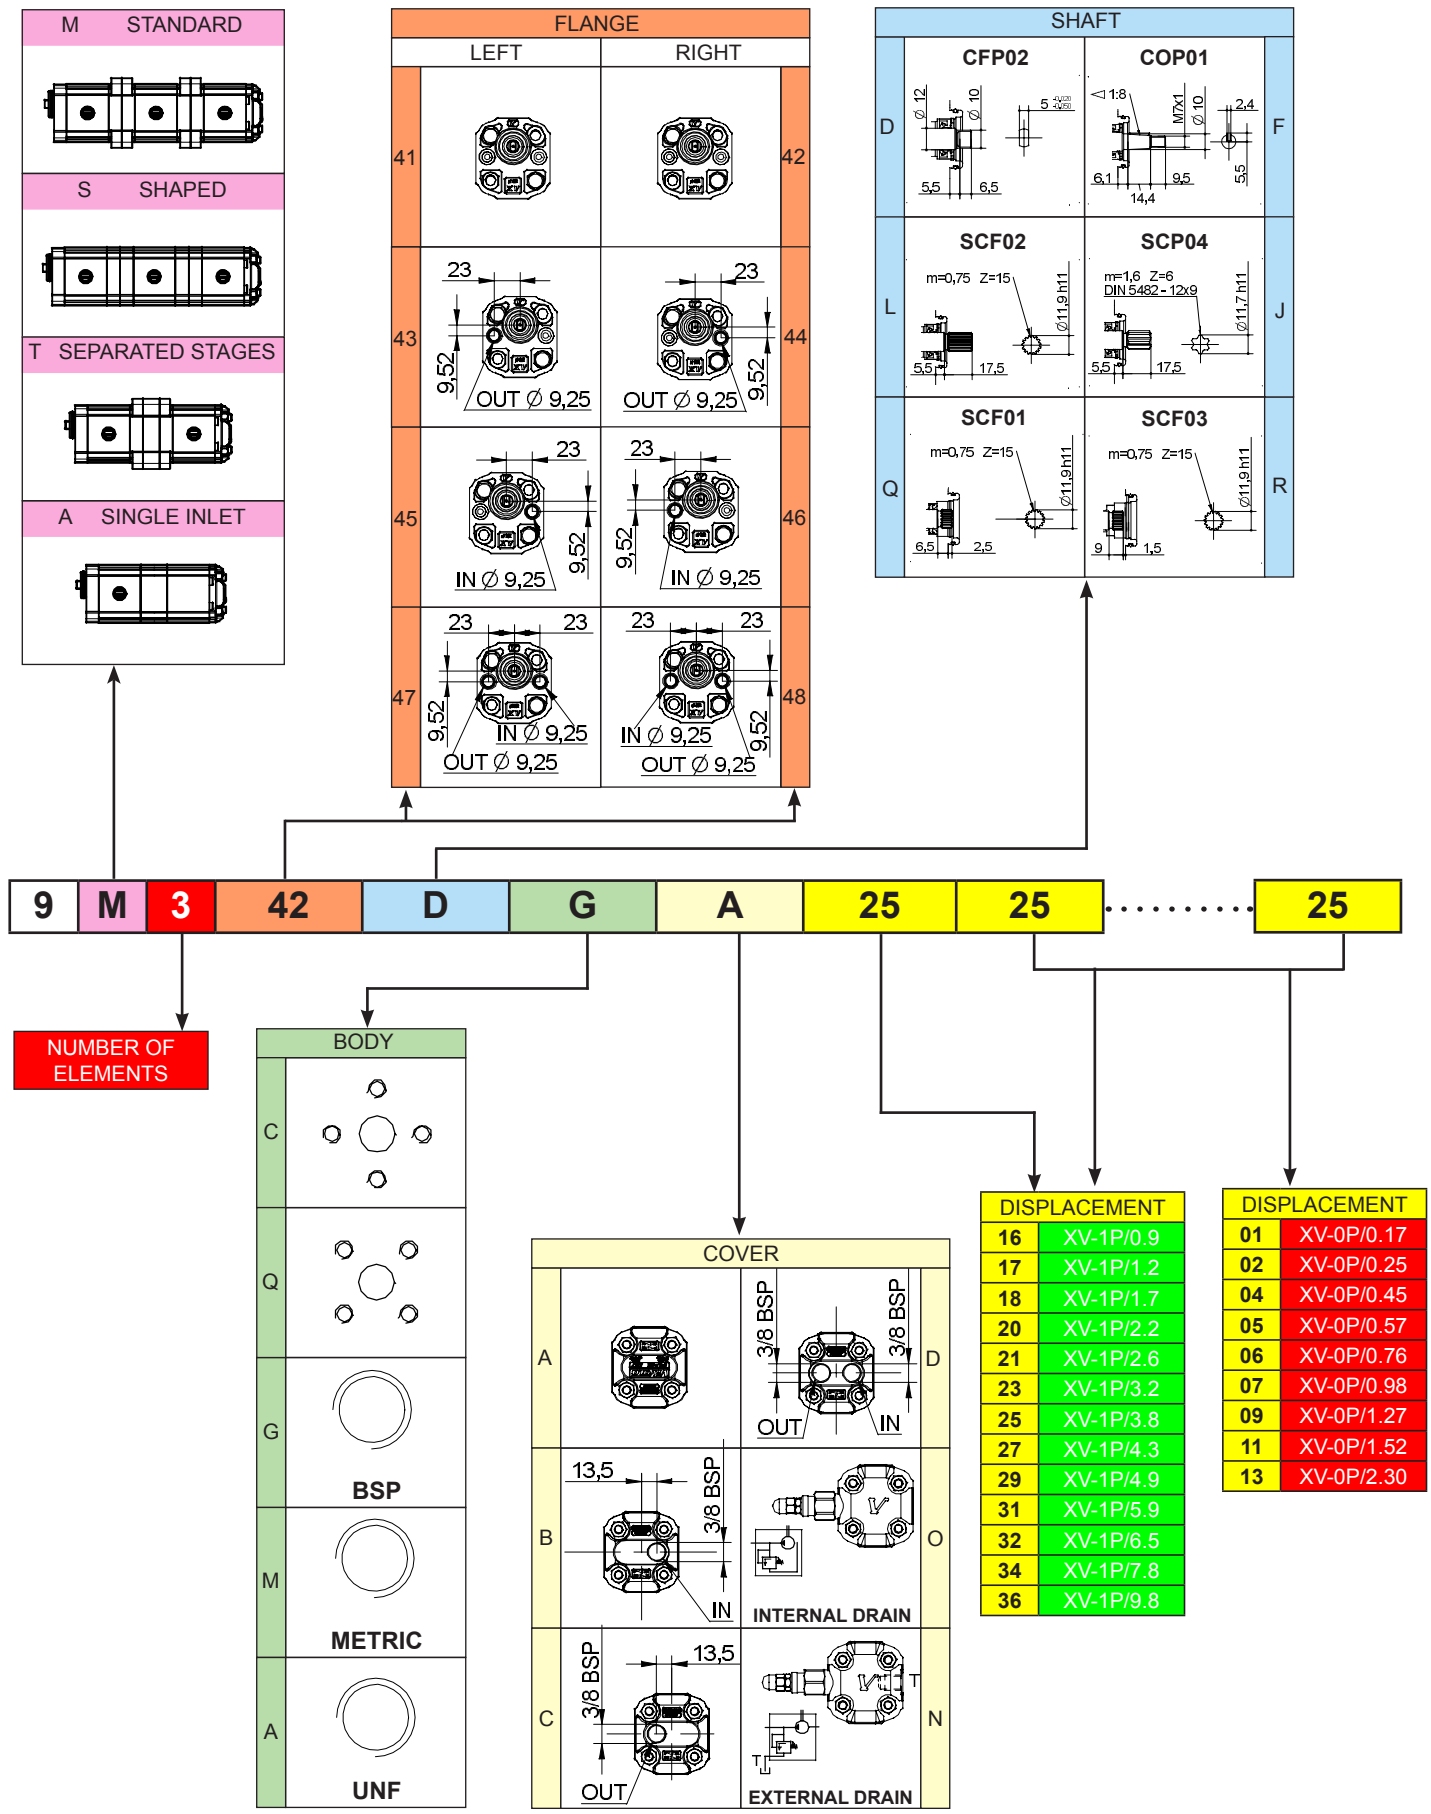 M STANDARD
S SHAPED
T SEPARATED STAGES
A SINGLE INLET
FLANGE
LEFT RIGHT
41 42
23 23
43 44
9,52 9,52
OUT Ø 9,25 OUT Ø 9,25
23 23
45 46
9,52 9,52
IN Ø 9,25 IN Ø 9,25
23 23 23 23
47 48
9,52 9,52
IN Ø 9,25 IN Ø 9,25
OUT Ø 9,25 OUT Ø 9,25
SHAFT
CFP02 COP01
D F
Ø 12 Ø 10 5 -0,020 -0,050
5,5 6,5
1:8 M7x1 Ø 10 2,4
6,1 9,5 5,5
14,4
SCF02 SCP04
L J
m=0,75 Z=15 Ø11,9 h11
5,5 17,5
m=1,6 Z=6
DIN 5482 - 12x9 Ø11,7 h11
5,5 17,5
SCF01 SCF03
Q R
m=0,75 Z=15 Ø11,9 h11
6,5 2,5
m=0,75 Z=15 Ø11,9 h11
9 1,5
9 M 3 42 D G A 25 25 .......... 25
NUMBER OF
ELEMENTS
BODY
C
Q
G
BSP
M
METRIC
A
UNF
COVER
A D
3/8 BSP 3/8 BSP
OUT IN
B O
13,5 3/8 BSP
IN
INTERNAL DRAIN
C N
3/8 BSP 13,5
OUT
T
T
EXTERNAL DRAIN
DISPLACEMENT
16 XV-1P/0.9
17 XV-1P/1.2
18 XV-1P/1.7
20 XV-1P/2.2
21 XV-1P/2.6
23 XV-1P/3.2
25 XV-1P/3.8
27 XV-1P/4.3
29 XV-1P/4.9
31 XV-1P/5.9
32 XV-1P/6.5
34 XV-1P/7.8
36 XV-1P/9.8
DISPLACEMENT
01 XV-0P/0.17
02 XV-0P/0.25
04 XV-0P/0.45
05 XV-0P/0.57
06 XV-0P/0.76
07 XV-0P/0.98
09 XV-0P/1.27
11 XV-0P/1.52
13 XV-0P/2.30